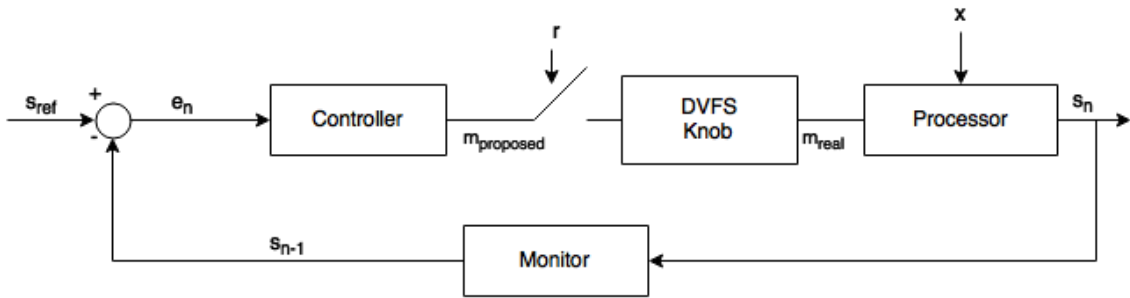 r
x
s_ref
+
-
e_n
Controller
m_proposed
DVFS
Knob
m_real
Processor
s_n
s_n-1
Monitor